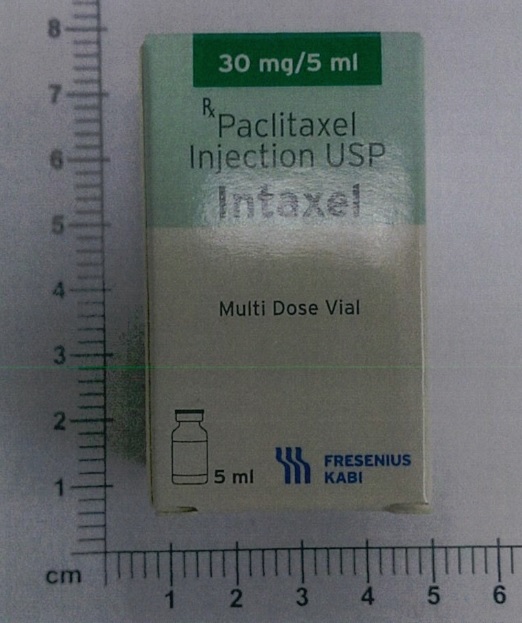 30 mg/5 ml
Rx
Paclitaxel
Injection USP
Intaxel
Multi Dose Vial
5 ml
FRESENIUS
KABI
8
7
6
5
4
3
2
1
cm
1 2 3 4 5 6